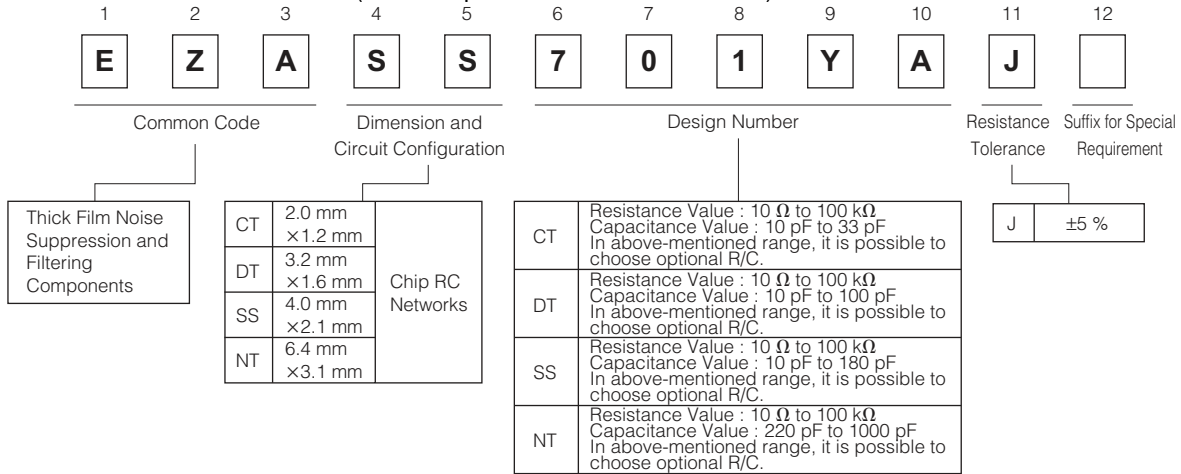 1 2 3 4 5 6 7 8 9 10 11 12
E Z A S S 7 0 1 Y A J
Common Code
Dimension and
Circuit Configuration
Design Number
Resistance
Tolerance
Suffix for Special
Requirement
Thick Film Noise
Suppression and
Filtering
Components
CT 2.0 mm
×1.2 mm
DT 3.2 mm
×1.6 mm
SS 4.0 mm
×2.1 mm
NT 6.4 mm
×3.1 mm
Chip RC
Networks
CT
Resistance Value : 10 Ω to 100 kΩ
Capacitance Value : 10 pF to 33 pF
In above-mentioned range, it is possible to
choose optional R/C.
DT
Resistance Value : 10 Ω to 100 kΩ
Capacitance Value : 10 pF to 100 pF
In above-mentioned range, it is possible to
choose optional R/C.
SS
Resistance Value : 10 Ω to 100 kΩ
Capacitance Value : 10 pF to 180 pF
In above-mentioned range, it is possible to
choose optional R/C.
NT
Resistance Value : 10 Ω to 100 kΩ
Capacitance Value : 220 pF to 1000 pF
In above-mentioned range, it is possible to
choose optional R/C.
J ±5 %